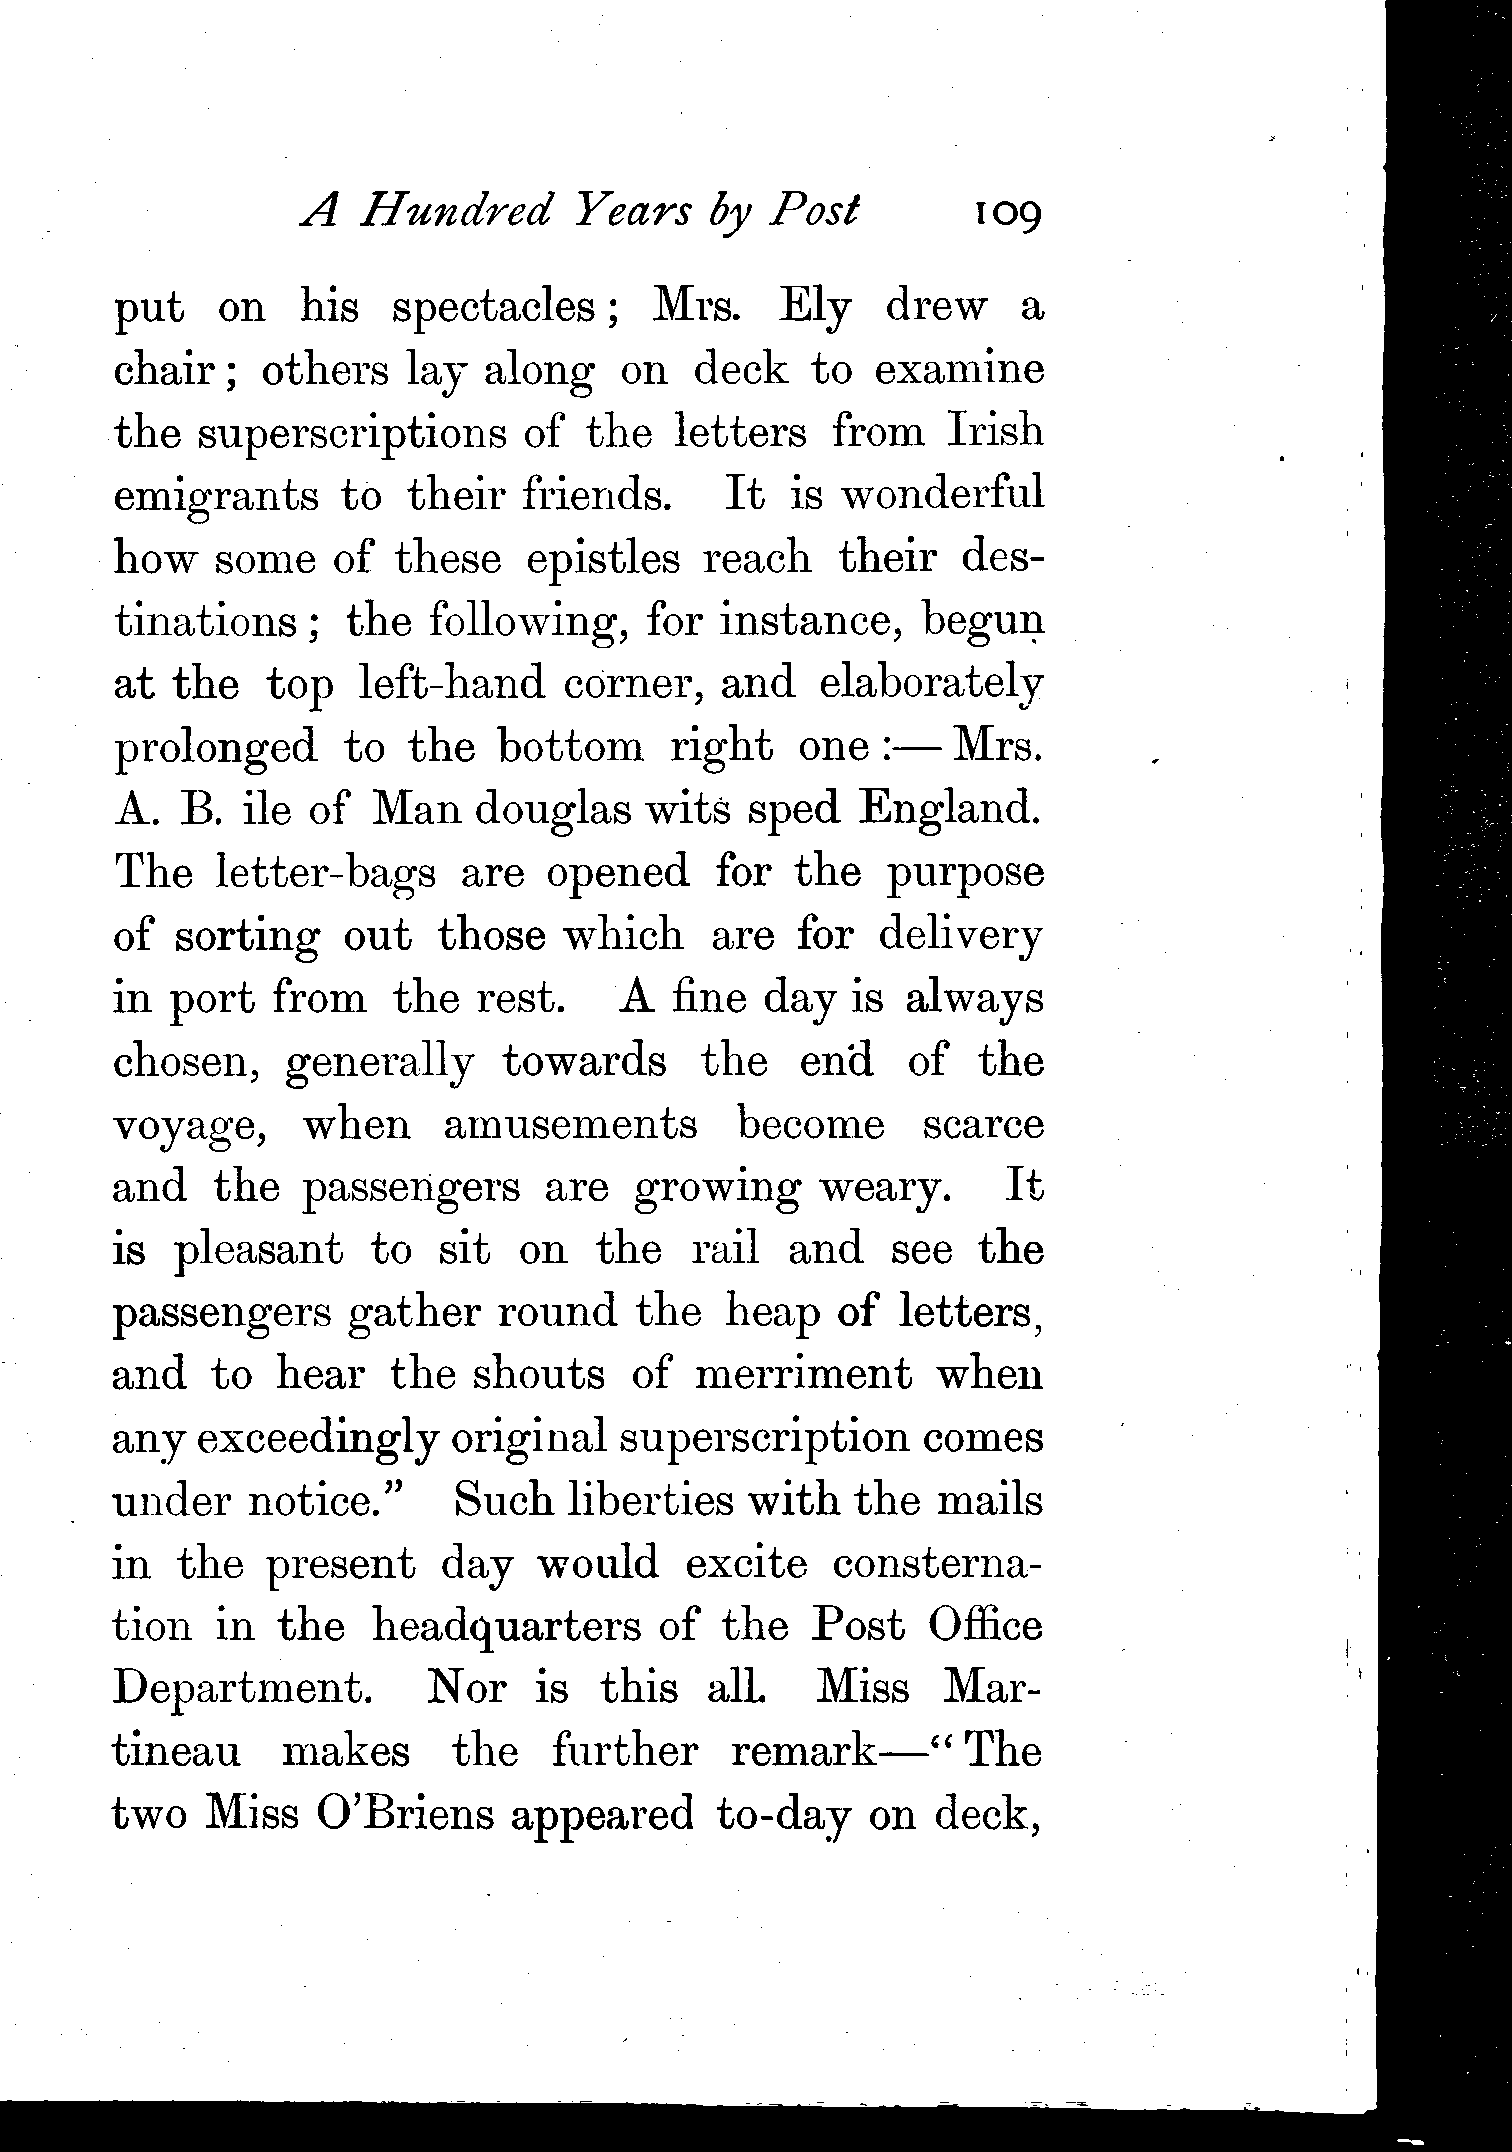 A Hundred Years by Post 109
put on his spectacles; Mrs. Ely drew a
chair; others lay along on deck to examine
the superscriptions of the letters from Irish
emigrants to their friends. It is wonderful
how some of these epistles reach their des-
tinations; the following, for instance, begun
at the top left-hand corner, and elaborately
prolonged to the bottom right one:—Mrs.
A. B. ile of Man douglas wits sped England.
The letter-bags are opened for the purpose
of sorting out those which are for delivery
in port from the rest. A fine day is always
chosen, generally towards the end of the
voyage, when amusements become scarce
and the passengers are growing weary. It
is pleasant to sit on the rail and see the
passengers gather round the heap of letters,
and to hear the shouts of merriment when
any exceedingly original superscription comes
under notice.” Such liberties with the mails
in the present day would excite consterna-
tion in the headquarters of the Post Office
Department. Nor is this all. Miss Mar-
tineau makes the further remark—“The
two Miss O’Briens appeared to-day on deck,